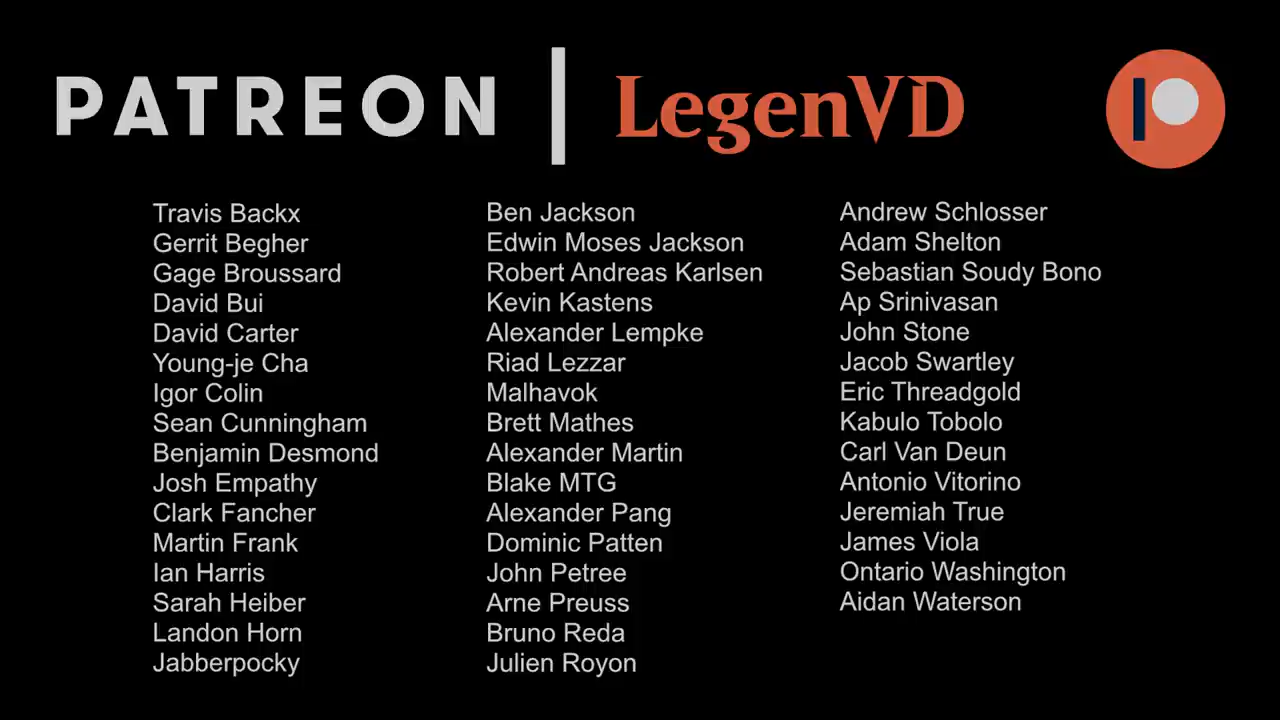 PATREON | LegenVD
Travis Backx
Gerrit Begher
Gage Broussard
David Bui
David Carter
Young-je Cha
Igor Colin
Sean Cunningham
Benjamin Desmond
Josh Empathy
Clark Fancher
Martin Frank
Ian Harris
Sarah Heiber
Landon Horn
Jabberpocky
Ben Jackson
Edwin Moses Jackson
Robert Andreas Karlsen
Kevin Kastens
Alexander Lempke
Riad Lezzar
Malhavok
Brett Mathes
Alexander Martin
Blake MTG
Alexander Pang
Dominic Patten
John Petree
Arne Preuss
Bruno Reda
Julien Royon
Andrew Schlosser
Adam Shelton
Sebastian Soudy Bono
Ap Srinivasan
John Stone
Jacob Swartley
Eric Threadgold
Kabulo Tobolo
Carl Van Deun
Antonio Vitorino
Jeremiah True
James Viola
Ontario Washington
Aidan Waterson